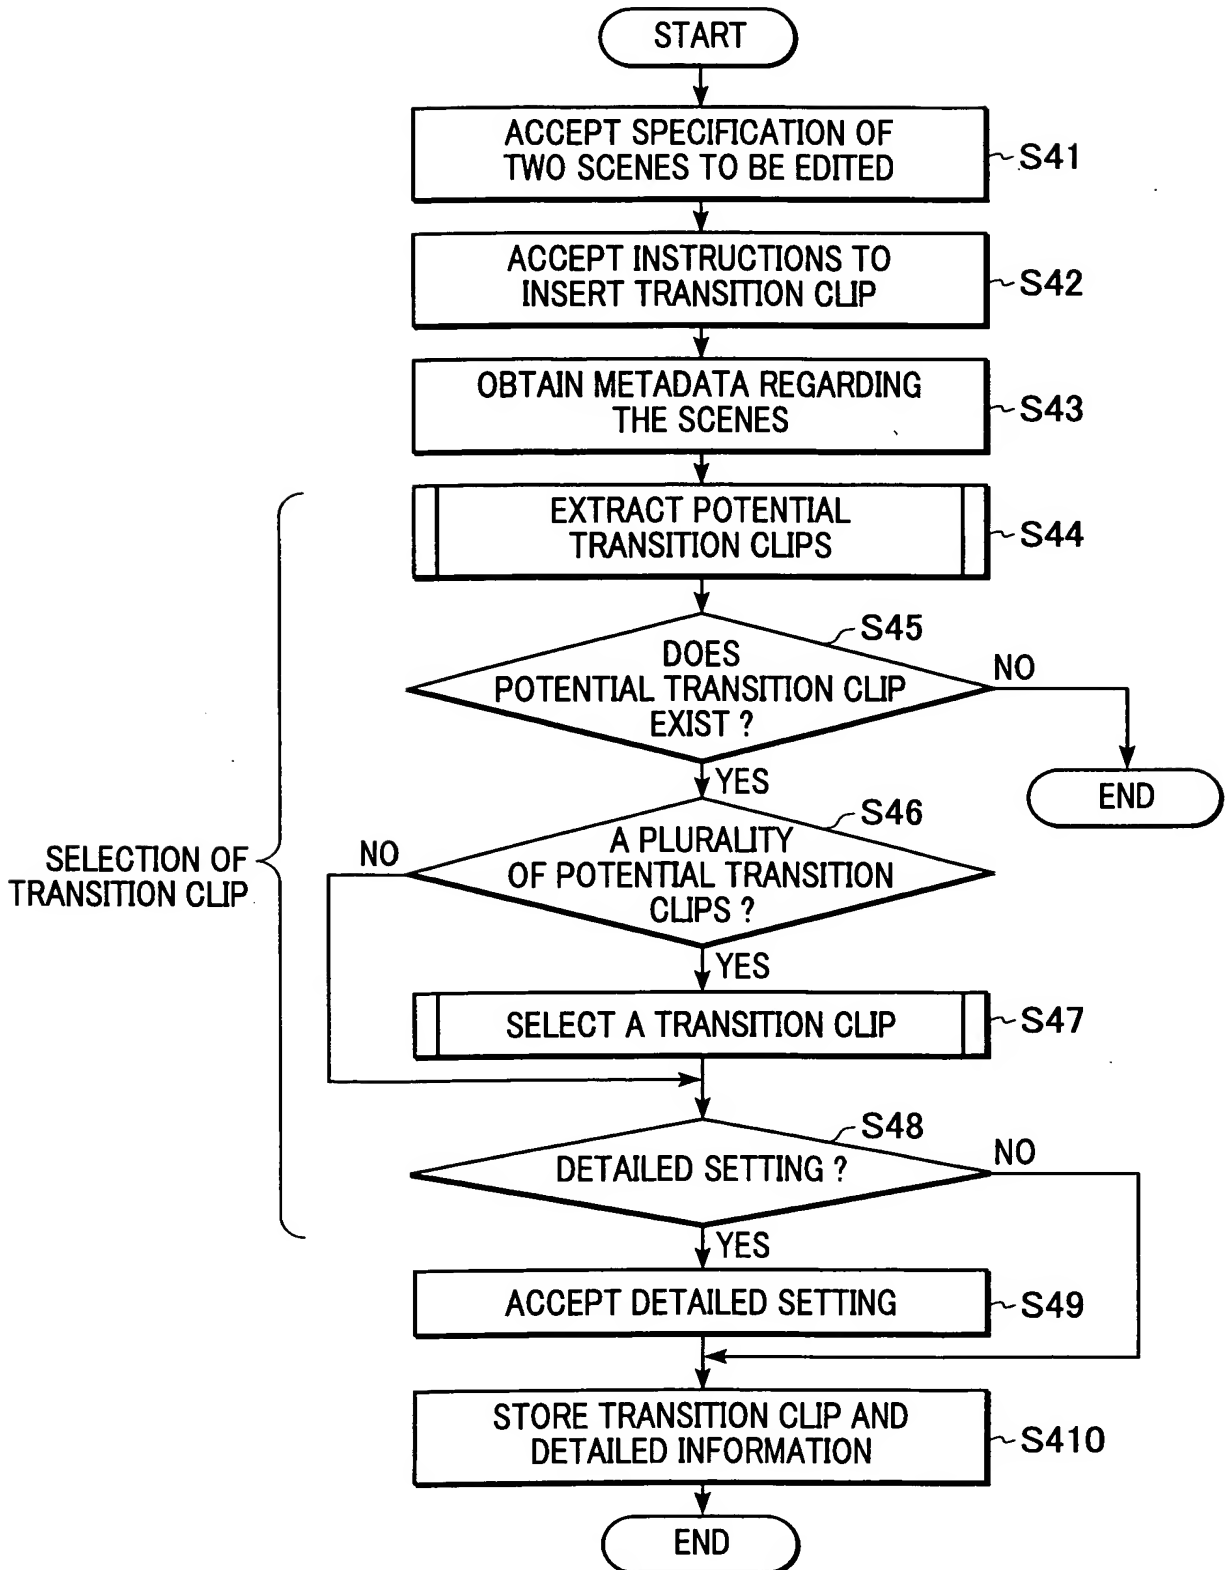 START
ACCEPT SPECIFICATION OF
TWO SCENES TO BE EDITED
S41
ACCEPT INSTRUCTIONS TO
INSERT TRANSITION CLIP
S42
OBTAIN METADATA REGARDING
THE SCENES
S43
EXTRACT POTENTIAL
TRANSITION CLIPS
S44
S45
DOES
POTENTIAL TRANSITION CLIP
EXIST ?
NO
YES
END
S46
A PLURALITY
OF POTENTIAL TRANSITION
CLIPS ?
NO
SELECTION OF
TRANSITION CLIP
YES
SELECT A TRANSITION CLIP
S47
S48
DETAILED SETTING ?
NO
YES
ACCEPT DETAILED SETTING
S49
STORE TRANSITION CLIP AND
DETAILED INFORMATION
S410
END